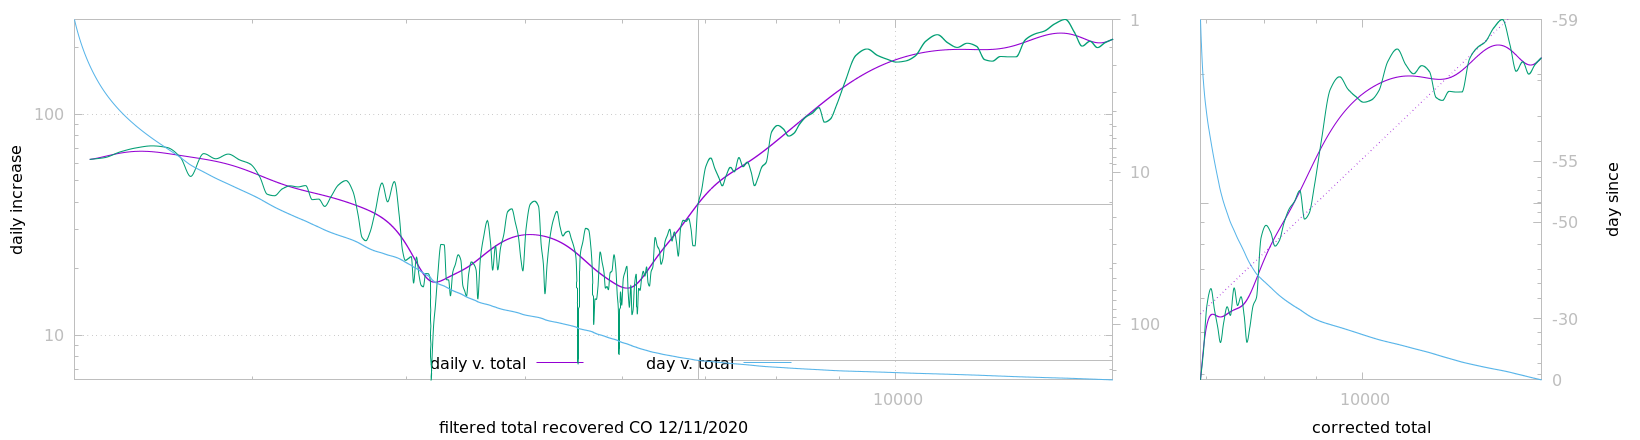 1
-59
100
10
-55
-50
daily increase
day since
100
-30
10
daily v. total
day v. total
0
10000
10000
filtered total recovered CO 12/11/2020
corrected total